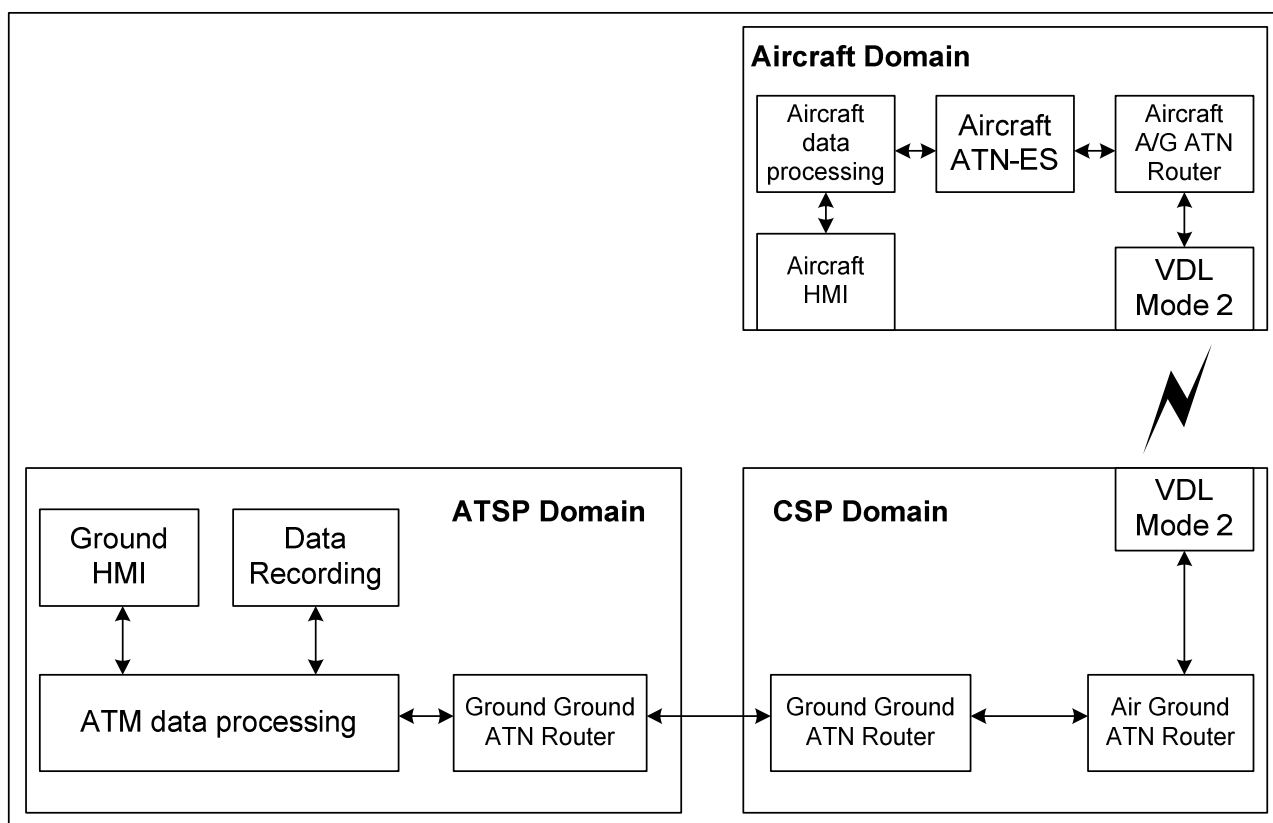 Aircraft Domain
Aircraft
data
processing
Aircraft
ATN-ES
Aircraft
A/G ATN
Router
Aircraft
HMI
VDL
Mode 2
ATSP Domain
Ground
HMI
Data
Recording
ATM data processing
Ground Ground
ATN Router
CSP Domain
VDL
Mode 2
Ground Ground
ATN Router
Air Ground
ATN Router